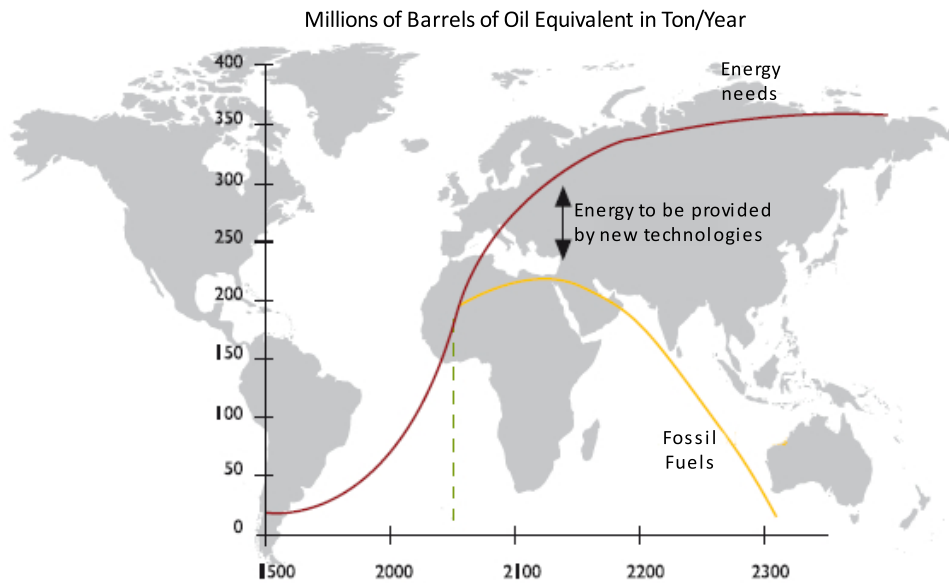 Millions of Barrels of Oil Equivalent in Ton/Year
400
350
300
250
200
150
100
50
0
Energy
needs
Energy to be provided
by new technologies
Fossil
Fuels
1500 2000 2100 2200 2300